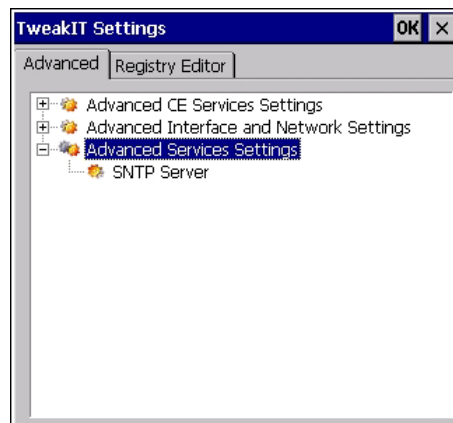 TweakIT Settings OK ×
Advanced Registry Editor
Advanced CE Services Settings
Advanced Interface and Network Settings
Advanced Services Settings
SNTP Server